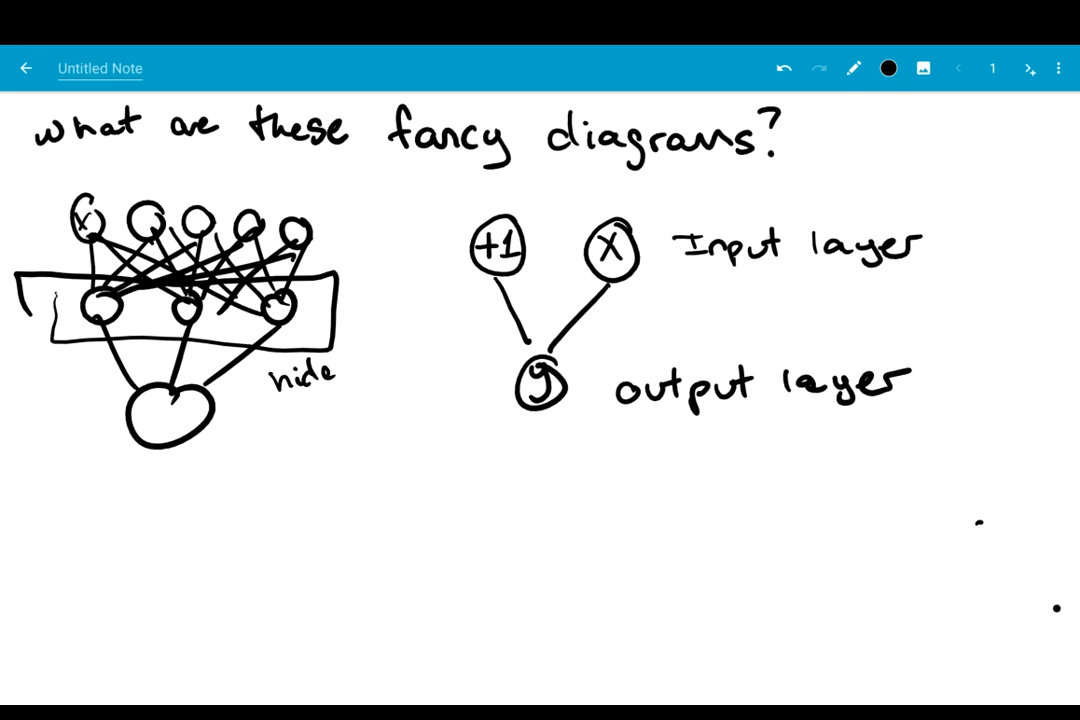 Untitled Note
1
what are these fancy diagrams?
x
+1 x Input layer
hide
y output layer